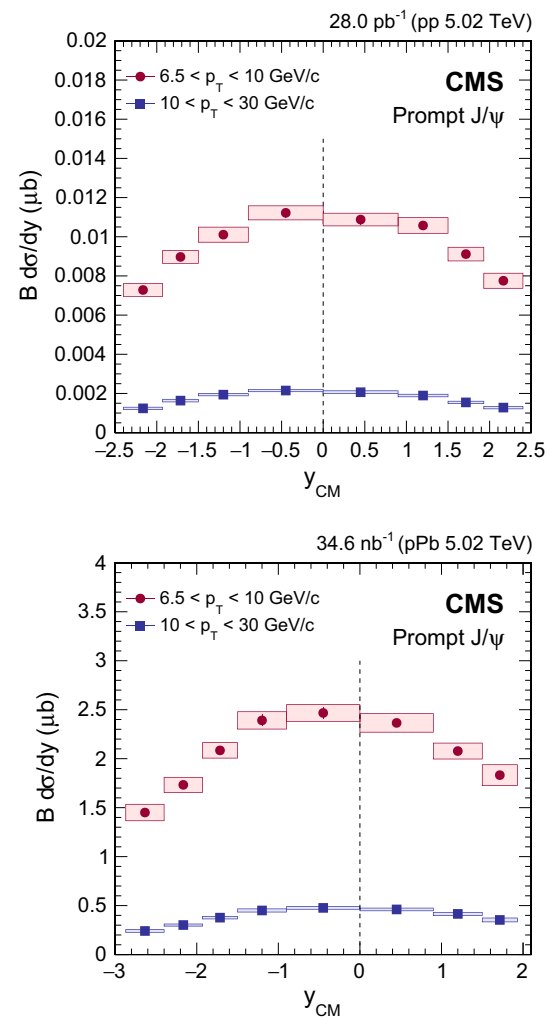 28.0 pb⁻¹ (pp 5.02 TeV)
0.02
6.5 < p_T < 10 GeV/c
CMS
0.018
10 < p_T < 30 GeV/c
Prompt J/ψ
0.016
0.014
0.012
0.01
0.008
0.006
0.004
0.002
0
B dσ/dy (μb)
−2.5 −2 −1.5 −1 −0.5 0 0.5 1 1.5 2 2.5
y_CM
34.6 nb⁻¹ (pPb 5.02 TeV)
4
6.5 < p_T < 10 GeV/c
CMS
3.5
10 < p_T < 30 GeV/c
Prompt J/ψ
3
2.5
2
1.5
1
0.5
0
B dσ/dy (μb)
−3 −2 −1 0 1 2
y_CM